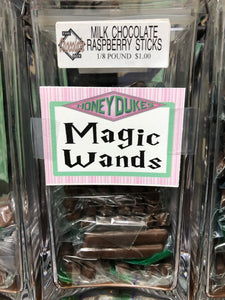 MILK CHOCOLATE
RASPBERRY STICKS
1/8 POUND $1.00
HONEYDUKES
Magic
Wands